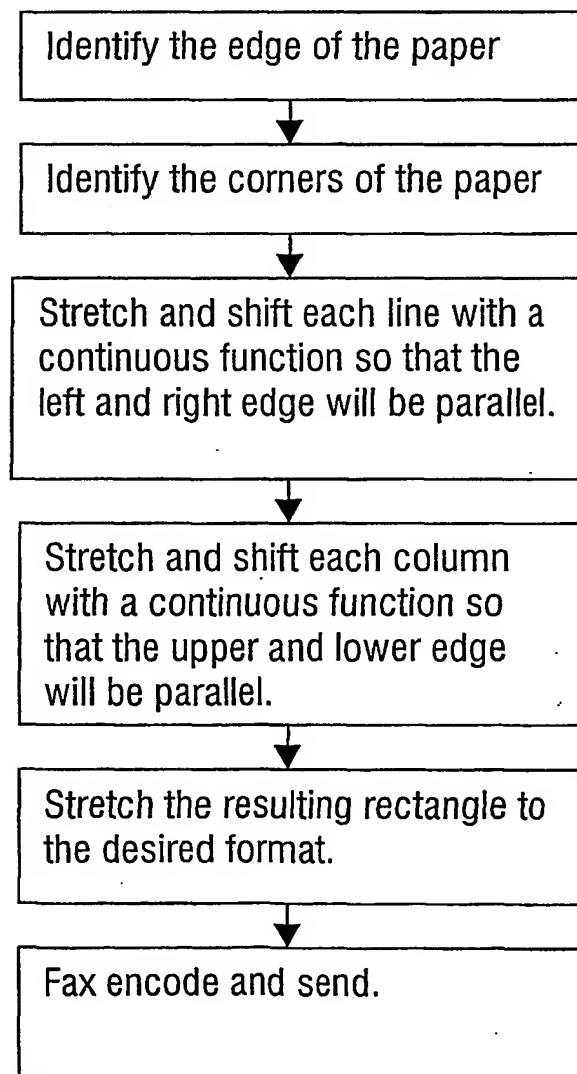 Identify the edge of the paper
Identify the corners of the paper
Stretch and shift each line with a
continuous function so that the
left and right edge will be parallel.
Stretch and shift each column
with a continuous function so
that the upper and lower edge
will be parallel.
Stretch the resulting rectangle to
the desired format.
Fax encode and send.